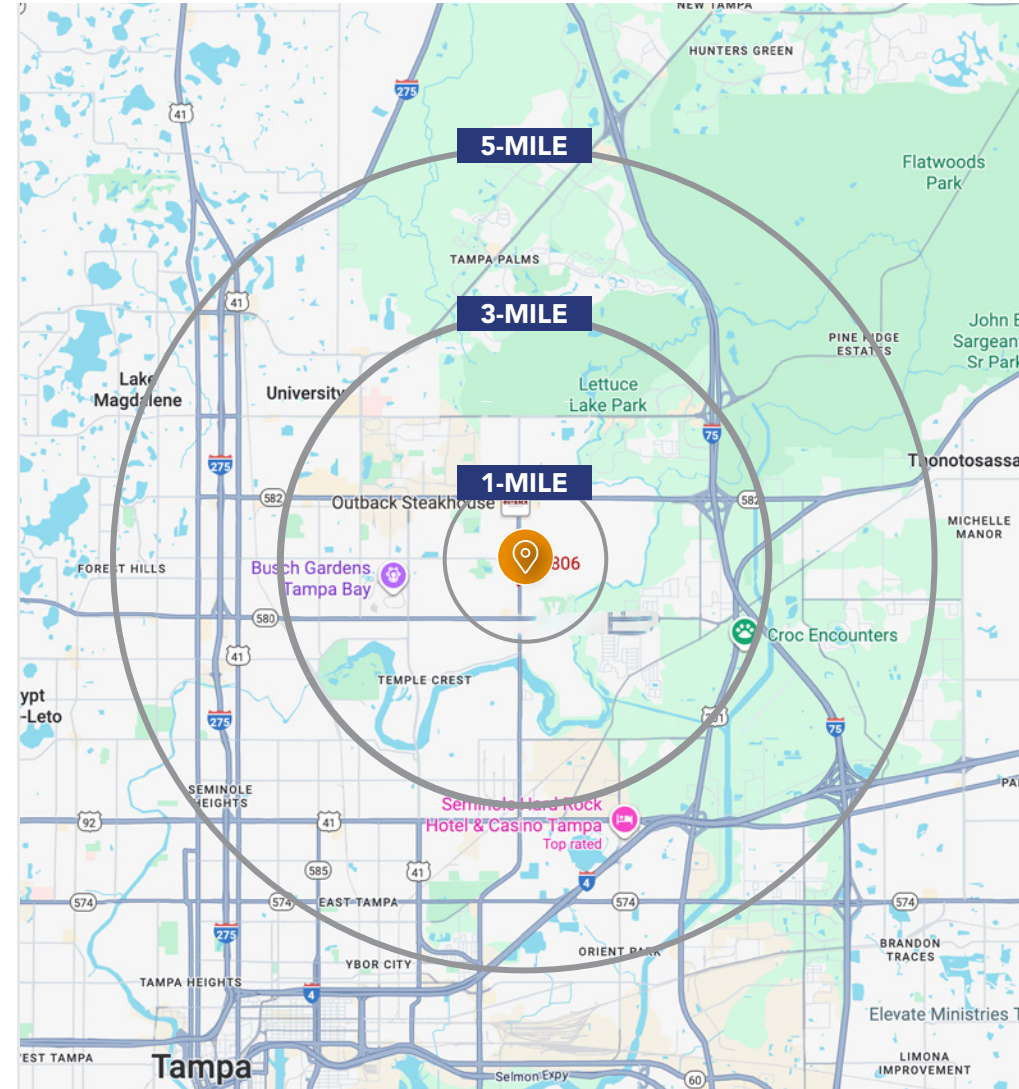 NEW TAMPA
HUNTERS GREEN
275
41
5-MILE
Flatwoods
Park
TAMPA PALMS
41
3-MILE
PINE RIDGE
ESTATES
John B
Sargeant
Sr Park
Lake
Magdalene
University
Lettuce
Lake Park
75
275
Thonotosassa
1-MILE
582
Outback Steakhouse
582
MICHELLE
MANOR
FOREST HILLS
Busch Gardens
Tampa Bay
306
580
Croc Encounters
41
TEMPLE CREST
ypt
-Leto
275
301
75
SEMINOLE
HEIGHTS
PA
Seminole Hard Rock
Hotel & Casino Tampa
Top rated
92
41
585
41
4
574
574
EAST TAMPA
574
574
275
ORIENT PARK
BRANDON
TRACES
YBOR CITY
TAMPA HEIGHTS
4
Elevate Ministries T
EST TAMPA
Tampa
Selmon Expy
60
LIMONA
IMPROVEMENT